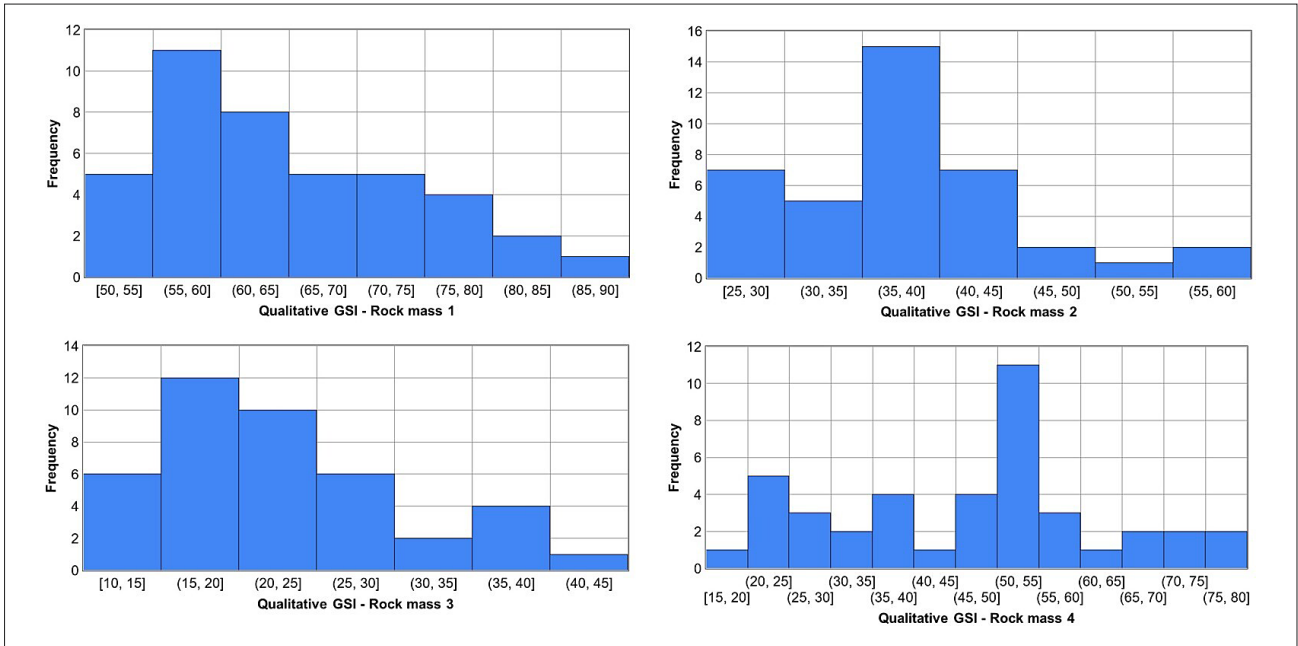 12
10
8
6
4
2
0
Frequency
[50, 55] (55, 60] (60, 65] (65, 70] (70, 75] (75, 80] (80, 85] (85, 90]
Qualitative GSI - Rock mass 1
16
14
12
10
8
6
4
2
0
Frequency
[25, 30] (30, 35] (35, 40] (40, 45] (45, 50] (50, 55] (55, 60]
Qualitative GSI - Rock mass 2
14
12
10
8
6
4
2
0
Frequency
[10, 15] (15, 20] (20, 25] (25, 30] (30, 35] (35, 40] (40, 45]
Qualitative GSI - Rock mass 3
12
10
8
6
4
2
0
Frequency
(20, 25] (30, 35] (40, 45] (50, 55] (60, 65] (70, 75]
[15, 20] (25, 30] (35, 40] (45, 50] (55, 60] (65, 70] (75, 80]
Qualitative GSI - Rock mass 4